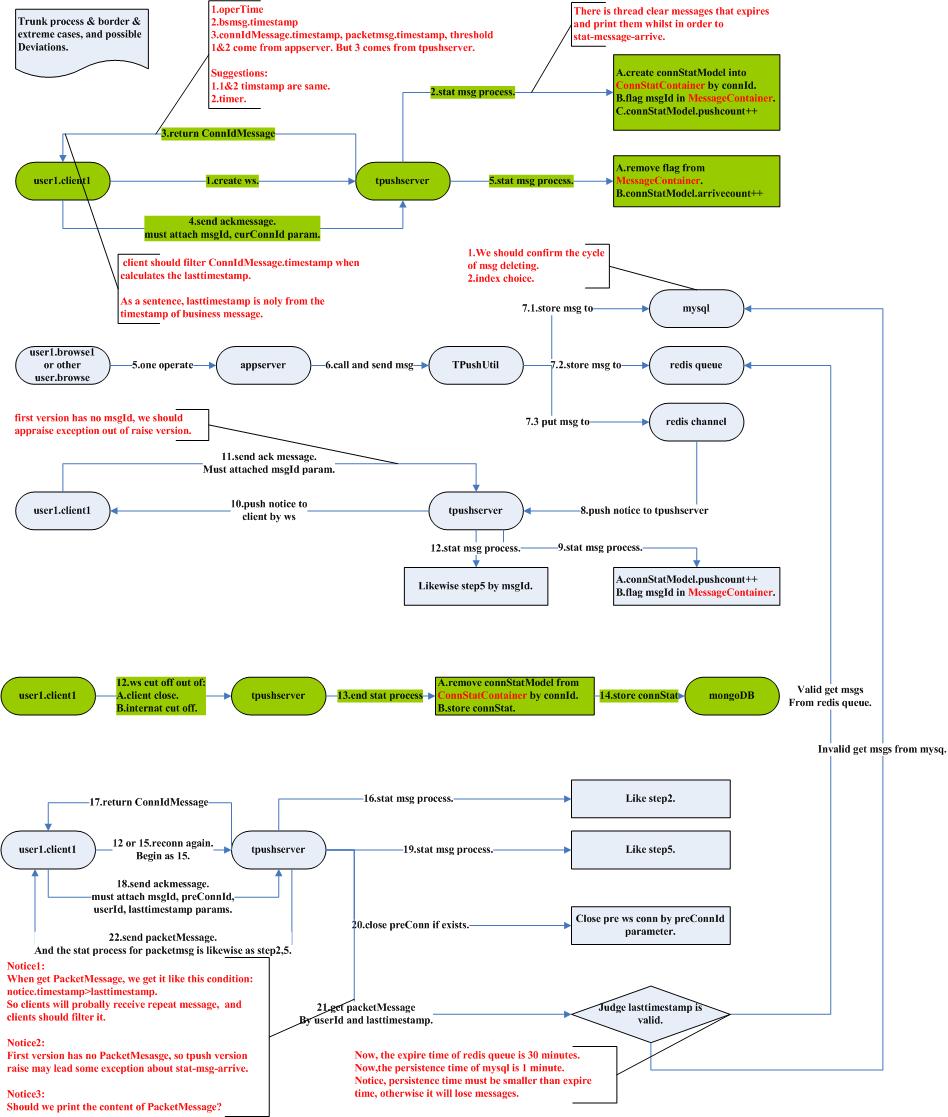 Trunk process & border &
extreme cases, and possible
Deviations.
1.operTime
2.bsmsg.timestamp
3.connIdMessage.timestamp, packetmsg.timestamp, threshold
1&2 come from appserver. But 3 comes from tpushserver.
Suggestions:
1.1&2 timstamp are same.
2.timer.
There is thread clear messages that expires
and print them whilst in order to
stat-message-arrive.
2.stat msg process.
A.create connStatModel into
ConnStatContainer by connId.
B.flag msgId in MessageContainer.
C.connStatModel.pushcount++
3.return ConnIdMessage
user1.client1
1.create ws.
tpushserver
5.stat msg process.
A.remove flag from
MessageContainer.
B.connStatModel.arrivecount++
4.send ackmessage.
must attach msgId, curConnId param.
client should filter ConnIdMessage.timestamp when
calculates the lasttimestamp.
As a sentence, lasttimestamp is noly from the
timestamp of business message.
1.We should confirm the cycle
of msg deleting.
2.index choice.
7.1.store msg to
mysql
user1.browse1
or other
user.browse
5.one operate
appserver
6.call and send msg
TPushUtil
7.2.store msg to
redis queue
7.3 put msg to
redis channel
first version has no msgId, we should
appraise exception out of raise version.
11.send ack message.
Must attached msgId param.
user1.client1
10.push notice to
client by ws
tpushserver
8.push notice to tpushserver
12.stat msg process.
9.stat msg process.
Likewise step5 by msgId.
A.connStatModel.pushcount++
B.flag msgId in MessageContainer.
user1.client1
12.ws cut off out of:
A.client close.
B.internat cut off.
tpushserver
13.end stat process
A.remove connStatModel from
ConnStatContainer by connId.
B.store connStat.
14.store connStat
mongoDB
Valid get msgs
From redis queue.
Invalid get msgs from mysq.
17.return ConnIdMessage
16.stat msg process.
Like step2.
user1.client1
12 or 15.reconn again.
Begin as 15.
tpushserver
19.stat msg process.
Like step5.
18.send ackmessage.
must attach msgId, preConnId,
userId, lasttimestamp params.
20.close preConn if exists.
Close pre ws conn by preConnId
parameter.
22.send packetMessage.
And the stat process for packetmsg is likewise as step2,5.
Notice1:
When get PacketMessage, we get it like this condition:
notice.timestamp>lasttimestamp.
So clients will probally receive repeat message, and
clients should filter it.
Notice2:
First version has no PacketMesasge, so tpush version
raise may lead some exception about stat-msg-arrive.
Notice3:
Should we print the content of PacketMessage?
21.get packetMessage
By userId and lasttimestamp.
Judge lasttimestamp is
valid.
Now, the expire time of redis queue is 30 minutes.
Now,the persistence time of mysql is 1 minute.
Notice, persistence time must be smaller than expire
time, otherwise it will lose messages.